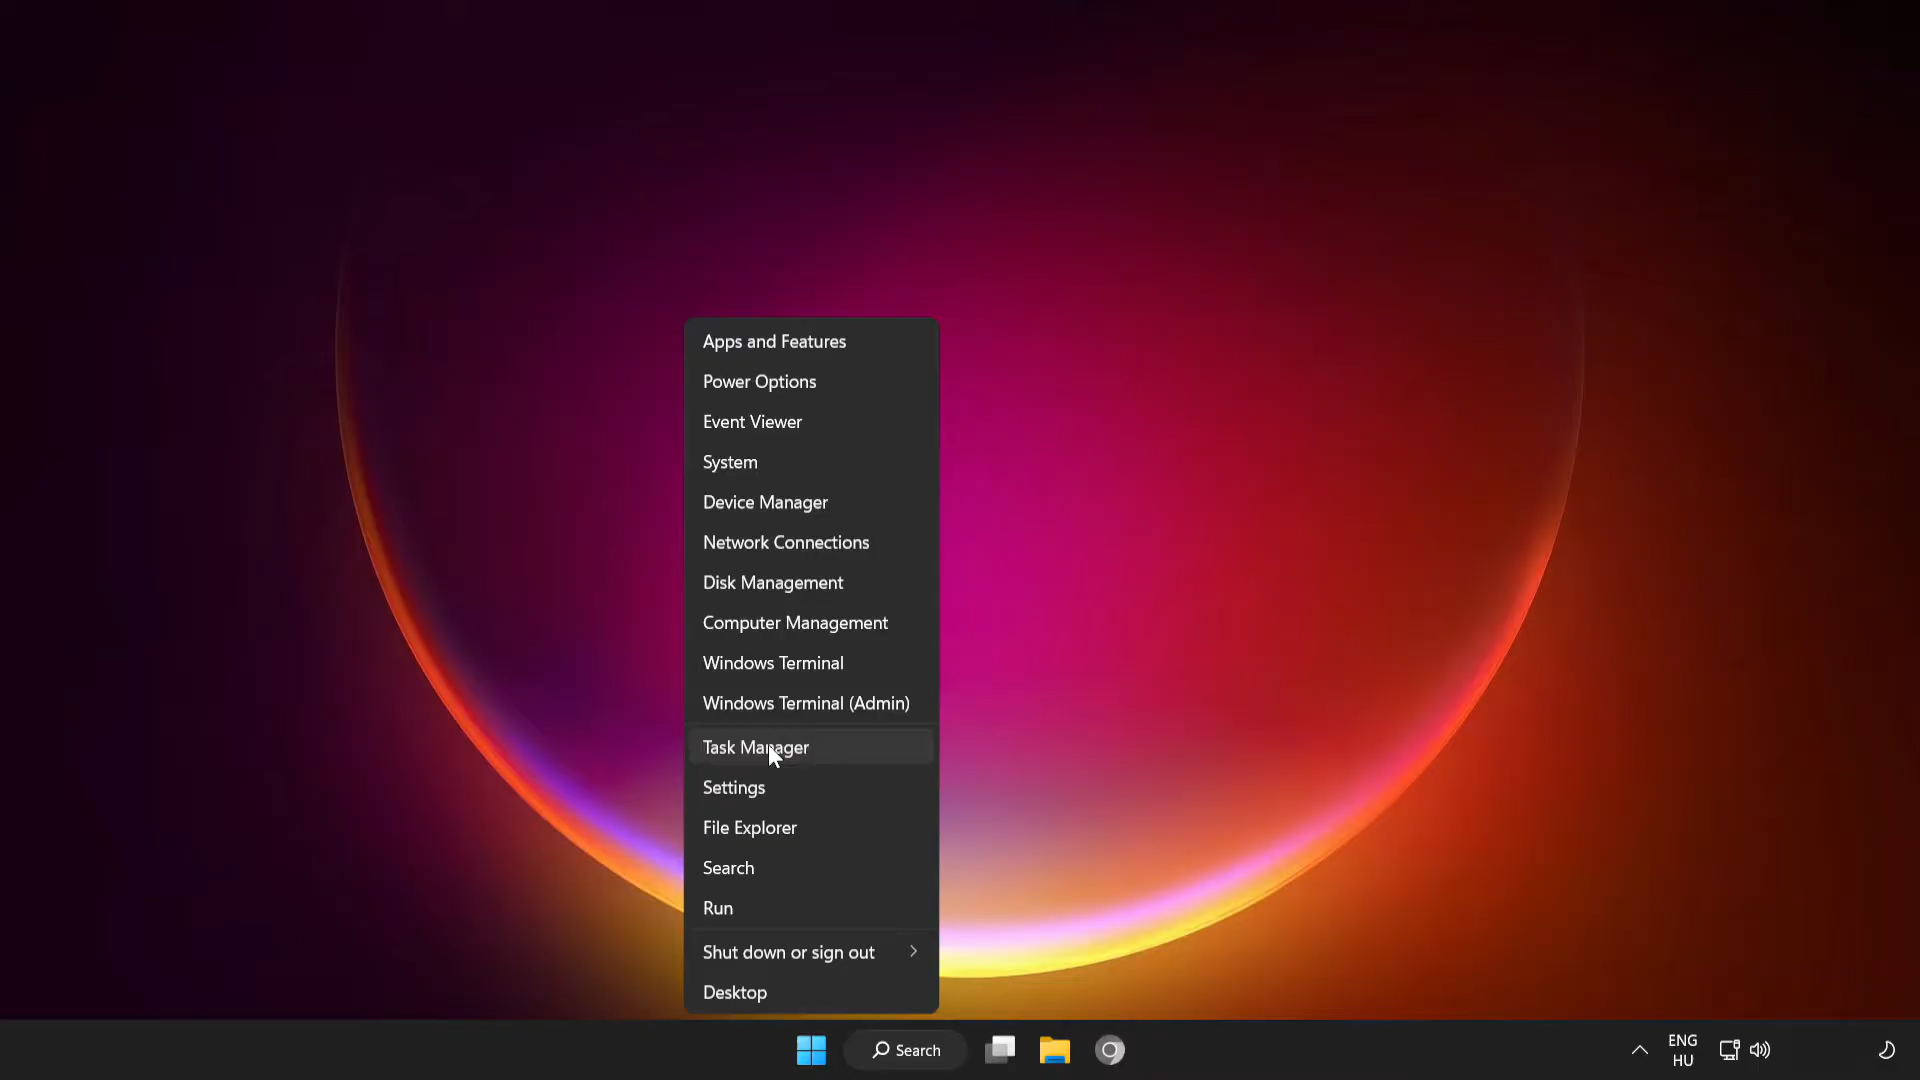 Apps and Features
Power Options
Event Viewer
System
Device Manager
Network Connections
Disk Management
Computer Management
Windows Terminal
Windows Terminal (Admin)
Task Manager
Settings
File Explorer
Search
Run
Shut down or sign out
Desktop
Search
ENG
HU